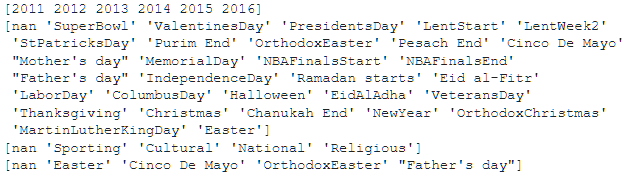 [2011 2012 2013 2014 2015 2016]
[nan 'SuperBowl' 'ValentinesDay' 'PresidentsDay' 'LentStart' 'LentWeek2'
'StPatricksDay' 'Purim End' 'OrthodoxEaster' 'Pesach End' 'Cinco De Mayo'
"Mother's day" 'MemorialDay' 'NBAFinalsStart' 'NBAFinalsEnd'
"Father's day" 'IndependenceDay' 'Ramadan starts' 'Eid al-Fitr'
'LaborDay' 'ColumbusDay' 'Halloween' 'EidAlAdha' 'VeteransDay'
'Thanksgiving' 'Christmas' 'Chanukah End' 'NewYear' 'OrthodoxChristmas'
'MartinLutherKingDay' 'Easter']
[nan 'Sporting' 'Cultural' 'National' 'Religious']
[nan 'Easter' 'Cinco De Mayo' 'OrthodoxEaster' "Father's day"]